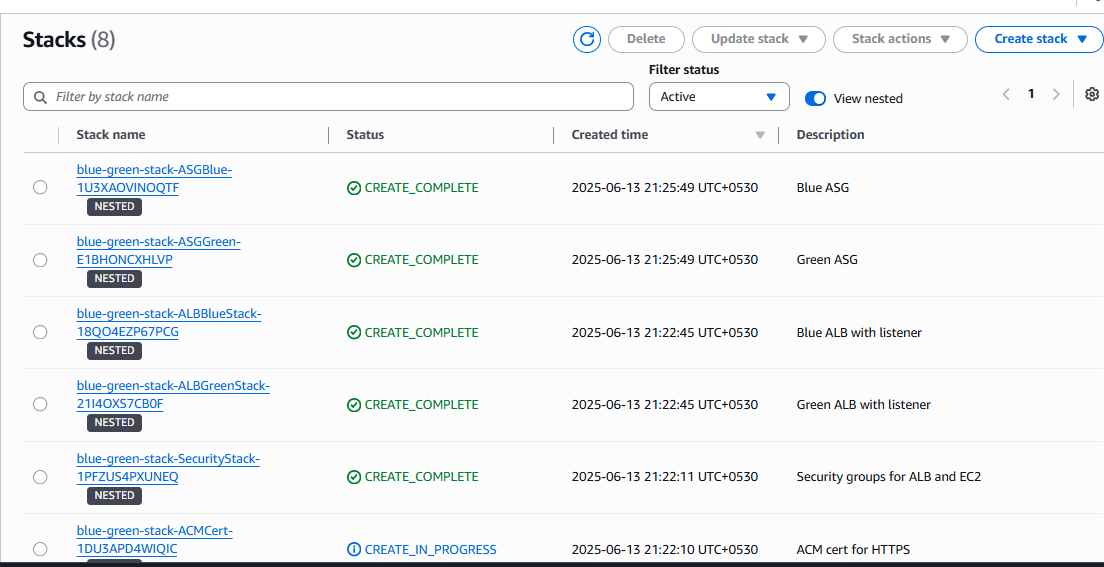 Stacks (8)
Delete
Update stack
Stack actions
Create stack
Filter status
Filter by stack name
Active
View nested
1
Stack name Status Created time Description
blue-green-stack-ASGBlue-
1U3XAOVINOQTF
NESTED
CREATE_COMPLETE
2025-06-13 21:25:49 UTC+0530
Blue ASG
blue-green-stack-ASGGreen-
E1BHONCXHLVP
NESTED
CREATE_COMPLETE
2025-06-13 21:25:49 UTC+0530
Green ASG
blue-green-stack-ALBBlueStack-
18QO4EZP67PCG
NESTED
CREATE_COMPLETE
2025-06-13 21:22:45 UTC+0530
Blue ALB with listener
blue-green-stack-ALBGreenStack-
21I4OXS7CB0F
NESTED
CREATE_COMPLETE
2025-06-13 21:22:45 UTC+0530
Green ALB with listener
blue-green-stack-SecurityStack-
1PFZUS4PXUNEQ
NESTED
CREATE_COMPLETE
2025-06-13 21:22:11 UTC+0530
Security groups for ALB and EC2
blue-green-stack-ACMCert-
1DU3APD4WIQIC
CREATE_IN_PROGRESS
2025-06-13 21:22:10 UTC+0530
ACM cert for HTTPS